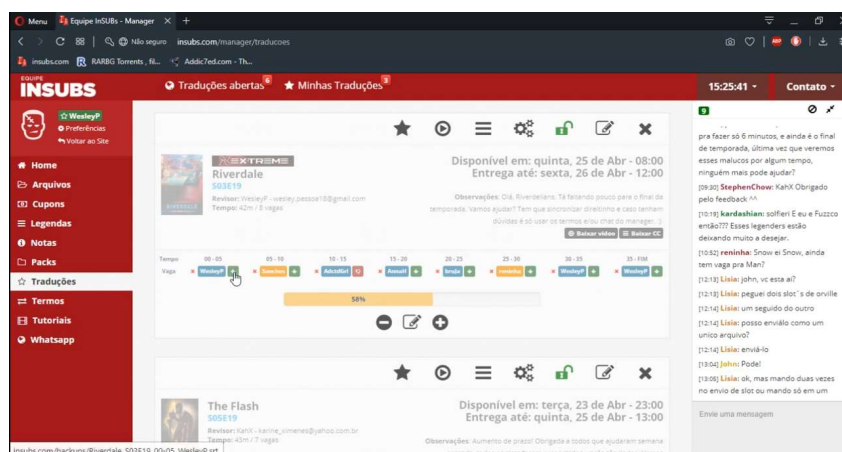 Menu
Equipe InSUBs - Manager
Não seguro insubs.com/manager/traducoes
insubs.com RARBG Torrents , fil... Addic7ed.com - Th...
EQUIPE
INSUBS
Traduções abertas 6
Minhas Traduções 3
15:25:41
Contato
WesleyP
Preferências
Voltar ao Site
Home
Arquivos
Cupons
Legendas
Notas
Packs
Traduções
Termos
Tutoriais
Whatsapp
EXTREME
Riverdale
S03E19
Revisor: WesleyP - wesley.pessoa18@gmail.com
Tempo: 42m / 8 vagas
Disponível em: quinta, 25 de Abr - 08:00
Entrega até: sexta, 26 de Abr - 12:00
Observações: Olá, Riverdelers. Tá faltando pouco para o final da
temporada. Vamos ajudar? Tem que sincronizar direitinho e caso tenham
dúvidas é só usar os termos e/ou chat do manager. :)
Baixar vídeo Baixar CC
Tempo 00 - 05 05 - 10 10 - 15 15 - 20 20 - 25 25 - 30 30 - 35 35 - FIM
Vaga WesleyP AdctdGrl bruja reninha WesleyP WesleyP
58%
The Flash
S05E19
Revisor: KahX - karine_ximenes@yahoo.com.br
Tempo: 43m / 7 vagas
Disponível em: terça, 23 de Abr - 23:00
Entrega até: quinta, 25 de Abr - 13:00
Observações: Aumento de prazo! Obrigada a todos que ajudaram semana
9
pra fazer só 6 minutos, e ainda é o final
de temporada, última vez que veremos
esses malucos por algum tempo,
ninguém mais pode ajudar?
[09:30] StephenChow: KahX Obrigado
pelo feedback ^^
[10:19] kardashian: solfieri E eu e Fuzzco
então??? Esses legenders estão
deixando muito a desejar.
[10:52] reninha: Snow ei Snow, ainda
tem vaga pra Man?
[12:13] Lisia: john, vc esta ai?
[12:13] Lisia: peguei dois slot´s de orville
[12:14] Lisia: um seguido do outro
[12:14] Lisia: posso enviálo como um
unico arquivo?
[12:14] Lisia: enviá-lo
[13:04] John: Pode!
[13:05] Lisia: ok, mas mando duas vezes
no envio de slot ou mando só em um
Envie uma mensagem
insubs.com/backups/Riverdale_S03E19_00-05_WesleyP.srt